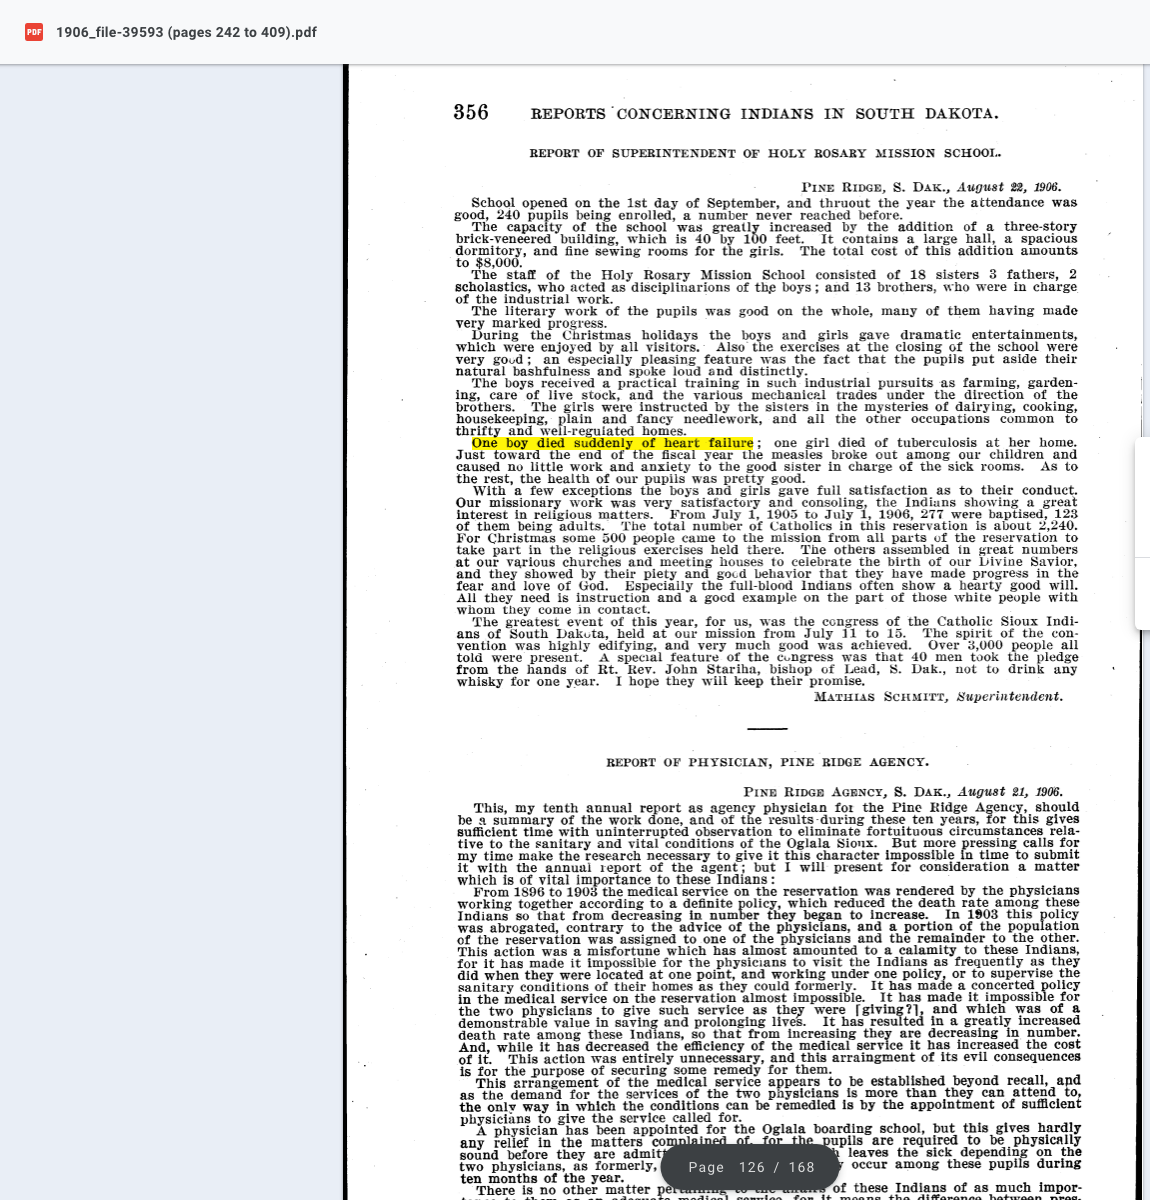 1906_file-39593 (pages 242 to 409).pdf
356 REPORTS CONCERNING INDIANS IN SOUTH DAKOTA.
REPORT OF SUPERINTENDENT OF HOLY ROSARY MISSION SCHOOL.
PINE RIDGE, S. DAK., August 22, 1906.
School opened on the 1st day of September, and thruout the year the attendance was
good, 240 pupils being enrolled, a number never reached before.
The capacity of the school was greatly increased by the addition of a three-story
brick-veneered building, which is 40 by 100 feet. It contains a large hall, a spacious
dormitory, and fine sewing rooms for the girls. The total cost of this addition amounts
to $8,000.
The staff of the Holy Rosary Mission School consisted of 18 sisters 3 fathers, 2
scholastics, who acted as disciplinarions of the boys; and 13 brothers, who were in charge
of the industrial work.
The literary work of the pupils was good on the whole, many of them having made
very marked progress.
During the Christmas holidays the boys and girls gave dramatic entertainments,
which were enjoyed by all visitors. Also the exercises at the closing of the school were
very good; an especially pleasing feature was the fact that the pupils put aside their
natural bashfulness and spoke loud and distinctly.
The boys received a practical training in such industrial pursuits as farming, garden-
ing, care of live stock, and the various mechanical trades under the direction of the
brothers. The girls were instructed by the sisters in the mysteries of dairying, cooking,
housekeeping, plain and fancy needlework, and all the other occupations common to
thrifty and well-regulated homes.
One boy died suddenly of heart failure; one girl died of tuberculosis at her home.
Just toward the end of the fiscal year the measles broke out among our children and
caused no little work and anxiety to the good sister in charge of the sick rooms. As to
the rest, the health of our pupils was pretty good.
With a few exceptions the boys and girls gave full satisfaction as to their conduct.
Our missionary work was very satisfactory and consoling, the Indians showing a great
interest in religious matters. From July 1, 1905 to July 1, 1906, 277 were baptised, 123
of them being adults. The total number of Catholics in this reservation is about 2,240.
For Christmas some 500 people came to the mission from all parts of the reservation to
take part in the religious exercises held there. The others assembled in great numbers
at our various churches and meeting houses to celebrate the birth of our Divine Savior,
and they showed by their piety and good behavior that they have made progress in the
fear and love of God. Especially the full-blood Indians often show a hearty good will.
All they need is instruction and a good example on the part of those white people with
whom they come in contact.
The greatest event of this year, for us, was the congress of the Catholic Sioux Indi-
ans of South Dakota, held at our mission from July 11 to 15. The spirit of the con-
vention was highly edifying, and very much good was achieved. Over 3,000 people all
told were present. A special feature of the congress was that 40 men took the pledge
from the hands of Rt. Rev. John Stariha, bishop of Lead, S. Dak., not to drink any
whisky for one year. I hope they will keep their promise.
MATHIAS SCHMITT, Superintendent.
REPORT OF PHYSICIAN, PINE RIDGE AGENCY.
PINE RIDGE AGENCY, S. DAK., August 21, 1906.
This, my tenth annual report as agency physician for the Pine Ridge Agency, should
be a summary of the work done, and of the results during these ten years, for this gives
sufficient time with uninterrupted observation to eliminate fortuitous circumstances rela-
tive to the sanitary and vital conditions of the Oglala Sioux. But more pressing calls for
my time make the research necessary to give it this character impossible in time to submit
it with the annual report of the agent; but I will present for consideration a matter
which is of vital importance to these Indians:
From 1896 to 1903 the medical service on the reservation was rendered by the physicians
working together according to a definite policy, which reduced the death rate among these
Indians so that from decreasing in number they began to increase. In 1903 this policy
was abrogated, contrary to the advice of the physicians, and a portion of the population
of the reservation was assigned to one of the physicians and the remainder to the other.
This action was a misfortune which has almost amounted to a calamity to these Indians,
for it has made it impossible for the physicians to visit the Indians as frequently as they
did when they were located at one point, and working under one policy, or to supervise the
sanitary conditions of their homes as they could formerly. It has made a concerted policy
in the medical service on the reservation almost impossible. It has made it impossible for
the two physicians to give such service as they were [giving?], and which was of a
demonstrable value in saving and prolonging lives. It has resulted in a greatly increased
death rate among these Indians, so that from increasing they are decreasing in number.
And, while it has decreased the efficiency of the medical service it has increased the cost
of it. This action was entirely unnecessary, and this arraingment of its evil consequences
is for the purpose of securing some remedy for them.
This arrangement of the medical service appears to be established beyond recall, and
as the demand for the services of the two physicians is more than they can attend to,
the only way in which the conditions can be remedied is by the appointment of sufficient
physicians to give the service called for.
A physician has been appointed for the Oglala boarding school, but this gives hardly
any relief in the matters complained of, for the pupils are required to be physically
sound before they are admitt leaves the sick depending on the
two physicians, as formerly, occur among these pupils during
ten months of the year.
There is no other matter pertaining to the affairs of these Indians of as much impor-
Page 126 / 168